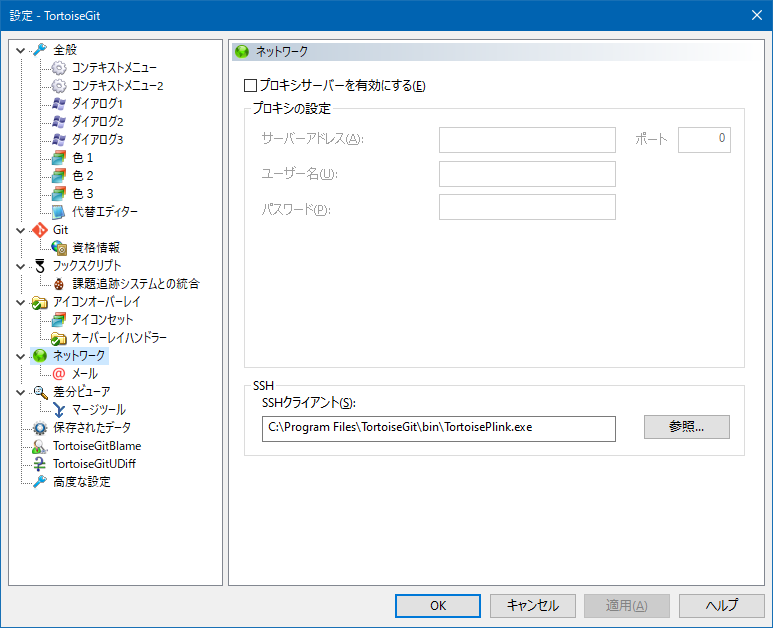 設定 - TortoiseGit
全般
コンテキストメニュー
コンテキストメニュー2
ダイアログ1
ダイアログ2
ダイアログ3
色 1
色 2
色 3
代替エディター
Git
資格情報
フックスクリプト
課題追跡システムとの統合
アイコンオーバーレイ
アイコンセット
オーバーレイハンドラー
ネットワーク
メール
差分ビューア
マージツール
保存されたデータ
TortoiseGitBlame
TortoiseGitUDiff
高度な設定
ネットワーク
プロキシサーバーを有効にする(E)
プロキシの設定
サーバーアドレス(A):
ポート
0
ユーザー名(U):
パスワード(P):
SSH
SSHクライアント(S):
C:\Program Files\TortoiseGit\bin\TortoisePlink.exe
参照...
OK
キャンセル
適用(A)
ヘルプ